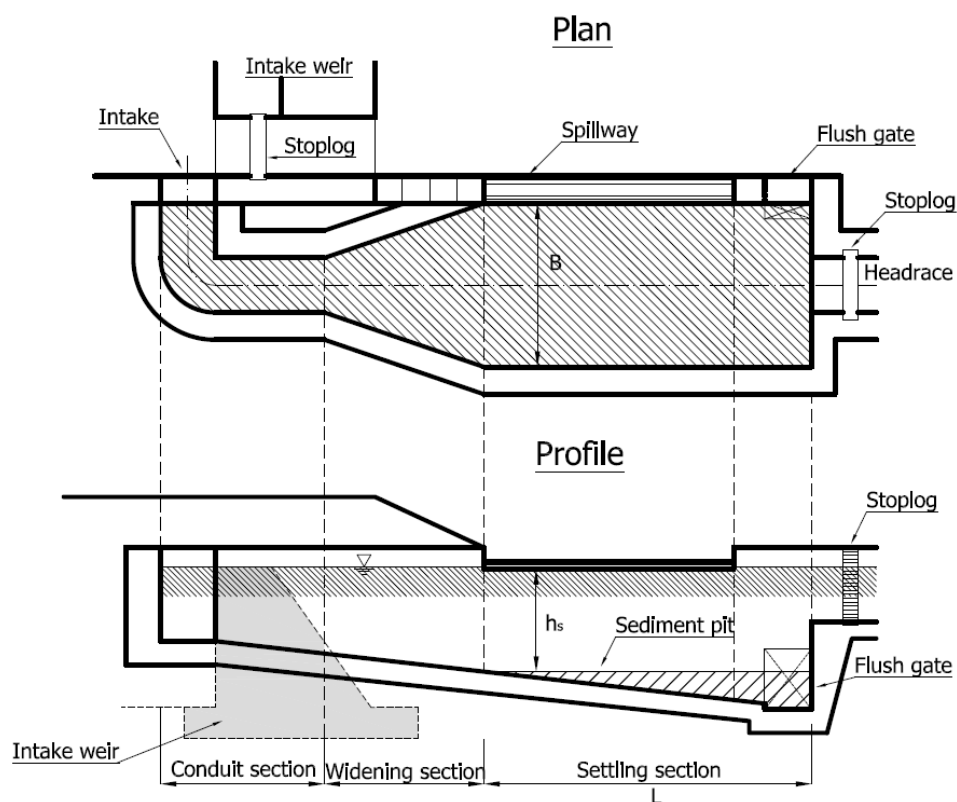 Plan
Intake weir
Intake
Stoplog
Spillway
Flush gate
Stoplog
B
Headrace
Profile
Stoplog
hs
Sediment pit
Flush gate
Intake weir
Conduit section
Widening section
Settling section
L